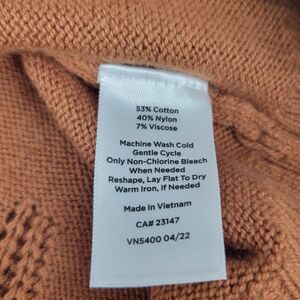 53% Cotton
40% Nylon
7% Viscose
Machine Wash Cold
Gentle Cycle
Only Non-Chlorine Bleach
When Needed
Reshape, Lay Flat To Dry
Warm Iron, If Needed
Made in Vietnam
CA# 23147
VN5400 04/22